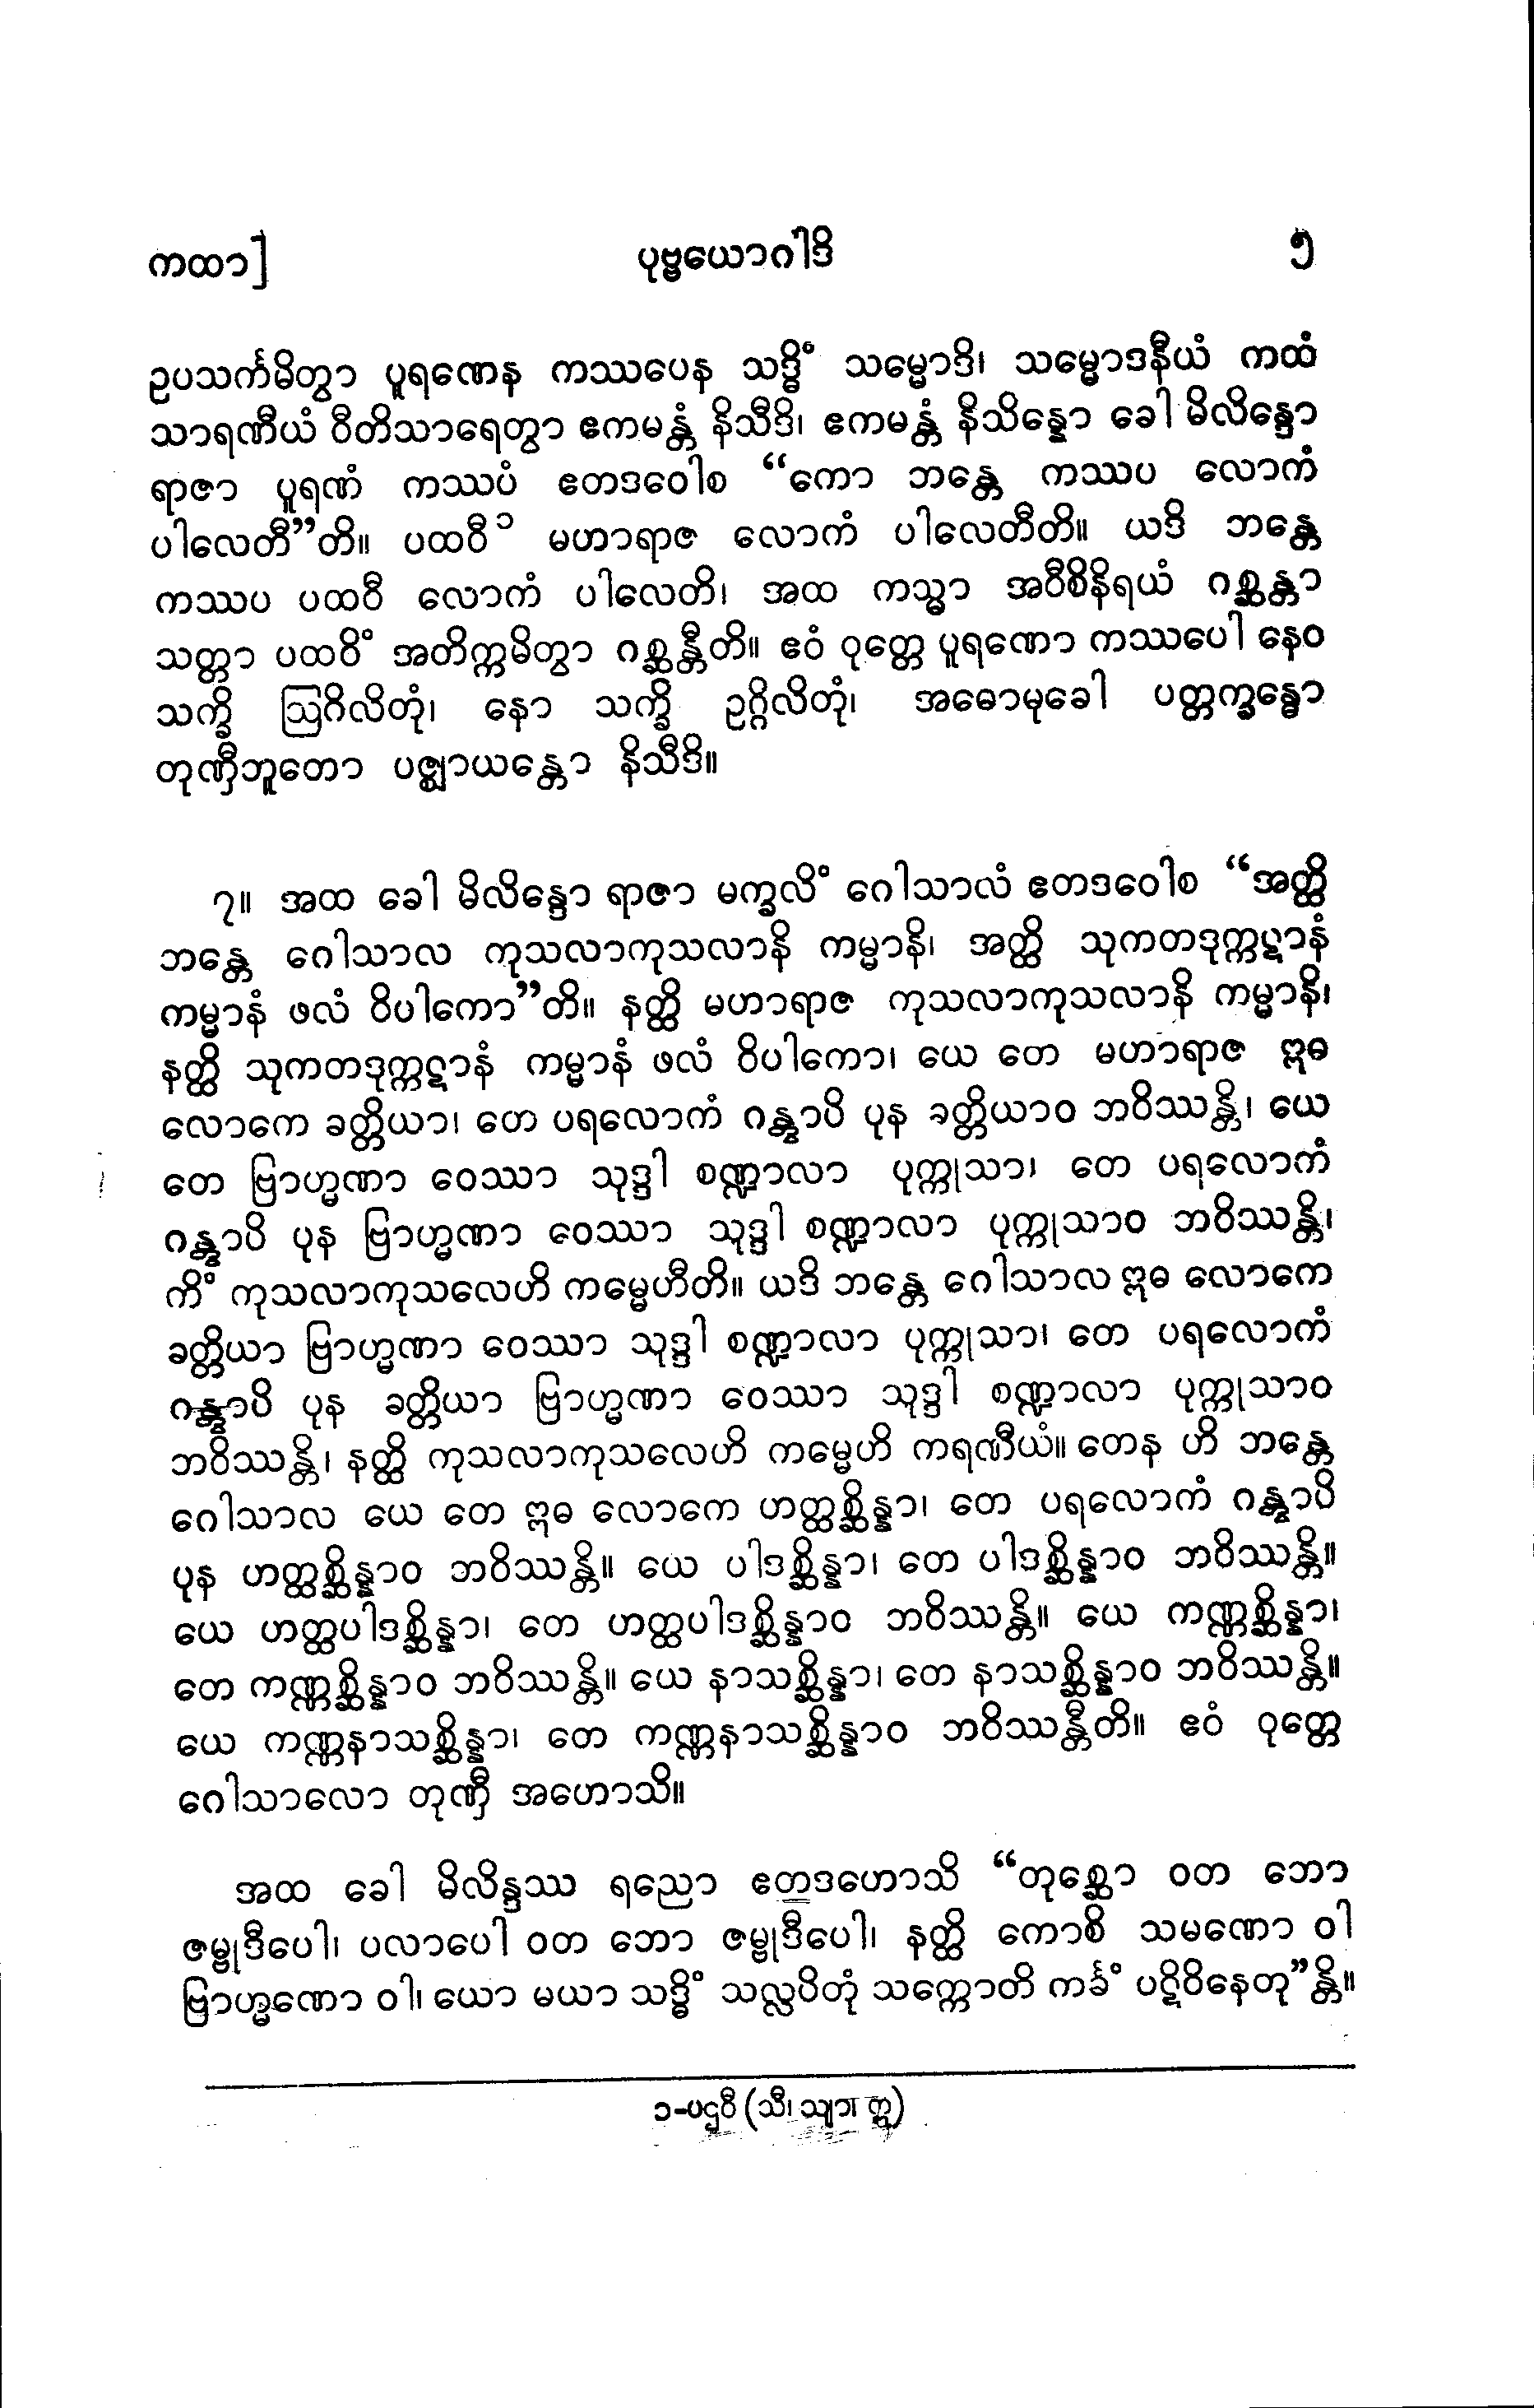 ကထာ] ပုဗ္ဗယောဂါဒိ ၅
ဥပသင်္ကမိတွာ ပူရဏေန ကဿပေန သဒ္ဓိံ သမ္မောဒိ၊ သမ္မောဒနီယံ ကထံ
သာရဏီယံ ဝီတိသာရေတွာ ဧကမန္တံ နိသီဒိ၊ ဧကမန္တံ နိသိန္နော ခေါ မိလိန္ဒော
ရာဇာ ပူရဏံ ကဿပံ ဧတဒဝေါစ “ကော ဘန္တေ ကဿပ လောကံ
ပါလေတီ”တိ။ ပထဝီ ၁ မဟာရာဇ လောကံ ပါလေတီတိ။ ယဒိ ဘန္တေ
ကဿပ ပထဝီ လောကံ ပါလေတိ၊ အထ ကသ္မာ အဝီစိနိရယံ ဂစ္ဆန္တာ
သတ္တာ ပထဝိံ အတိက္ကမိတွာ ဂစ္ဆန္တီတိ။ ဧဝံ ဝုတ္တေ ပူရဏော ကဿပေါ နေဝ
သက္ခိ ဩဂိလိတုံ၊ နော သက္ခိ ဥဂ္ဂိလိတုံ၊ အဓောမုခေါ ပတ္တက္ခန္ဓော
တုဏှီဘူတော ပဇ္ဈာယန္တော နိသီဒိ။
၇။ အထ ခေါ မိလိန္ဒော ရာဇာ မက္ခလိံ ဂေါသာလံ ဧတဒဝေါစ “အတ္ထိ
ဘန္တေ ဂေါသာလ ကုသလာကုသလာနိ ကမ္မာနိ၊ အတ္ထိ သုကတဒုက္ကဋာနံ
ကမ္မာနံ ဖလံ ဝိပါကော”တိ။ နတ္ထိ မဟာရာဇ ကုသလာကုသလာနိ ကမ္မာနိ၊
နတ္ထိ သုကတဒုက္ကဋာနံ ကမ္မာနံ ဖလံ ဝိပါကော၊ ယေ တေ မဟာရာဇ ဣဓ
လောကေ ခတ္တိယာ၊ တေ ပရလောကံ ဂန္တွာပိ ပုန ခတ္တိယာဝ ဘဝိဿန္တိ၊ ယေ
တေ ဗြာဟ္မဏာ ဝေဿာ သုဒ္ဒါ စဏ္ဍာလာ ပုက္ကုသာ၊ တေ ပရလောကံ
ဂန္တွာပိ ပုန ဗြာဟ္မဏာ ဝေဿာ သုဒ္ဒါ စဏ္ဍာလာ ပုက္ကုသာဝ ဘဝိဿန္တိ၊
ကိံ ကုသလာကုသလေဟိ ကမ္မေဟီတိ။ ယဒိ ဘန္တေ ဂေါသာလ ဣဓ လောကေ
ခတ္တိယာ ဗြာဟ္မဏာ ဝေဿာ သုဒ္ဒါ စဏ္ဍာလာ ပုက္ကုသာ၊ တေ ပရလောကံ
ဂန္တွာပိ ပုန ခတ္တိယာ ဗြာဟ္မဏာ ဝေဿာ သုဒ္ဒါ စဏ္ဍာလာ ပုက္ကုသာဝ
ဘဝိဿန္တိ၊ နတ္ထိ ကုသလာကုသလေဟိ ကမ္မေဟိ ကရဏီယံ။ တေန ဟိ ဘန္တေ
ဂေါသာလ ယေ တေ ဣဓ လောကေ ဟတ္ထစ္ဆိန္နာ၊ တေ ပရလောကံ ဂန္တွာပိ
ပုန ဟတ္ထစ္ဆိန္နာဝ ဘဝိဿန္တိ။ ယေ ပါဒစ္ဆိန္နာ၊ တေ ပါဒစ္ဆိန္နာဝ ဘဝိဿန္တိ။
ယေ ဟတ္ထပါဒစ္ဆိန္နာ၊ တေ ဟတ္ထပါဒစ္ဆိန္နာဝ ဘဝိဿန္တိ။ ယေ ကဏ္ဏစ္ဆိန္နာ၊
တေ ကဏ္ဏစ္ဆိန္နာဝ ဘဝိဿန္တိ။ ယေ နာသစ္ဆိန္နာ၊ တေ နာသစ္ဆိန္နာဝ ဘဝိဿန္တိ။
ယေ ကဏ္ဏနာသစ္ဆိန္နာ၊ တေ ကဏ္ဏနာသစ္ဆိန္နာဝ ဘဝိဿန္တီတိ။ ဧဝံ ဝုတ္တေ
ဂေါသာလော တုဏှီ အဟောသိ။
အထ ခေါ မိလိန္ဒဿ ရညော ဧတဒဟောသိ “တုစ္ဆော ဝတ ဘော
ဇမ္ဗုဒီပေါ၊ ပလာပေါ ဝတ ဘော ဇမ္ဗုဒီပေါ၊ နတ္ထိ ကောစိ သမဏော ဝါ
ဗြာဟ္မဏော ဝါ၊ ယော မယာ သဒ္ဓိံ သလ္လပိတုံ သက္ကောတိ ကင်္ခံ ပဋိဝိနေတု”န္တိ။
၁-ပဌဝီ (သီ၊ သျာ၊ ဣ)